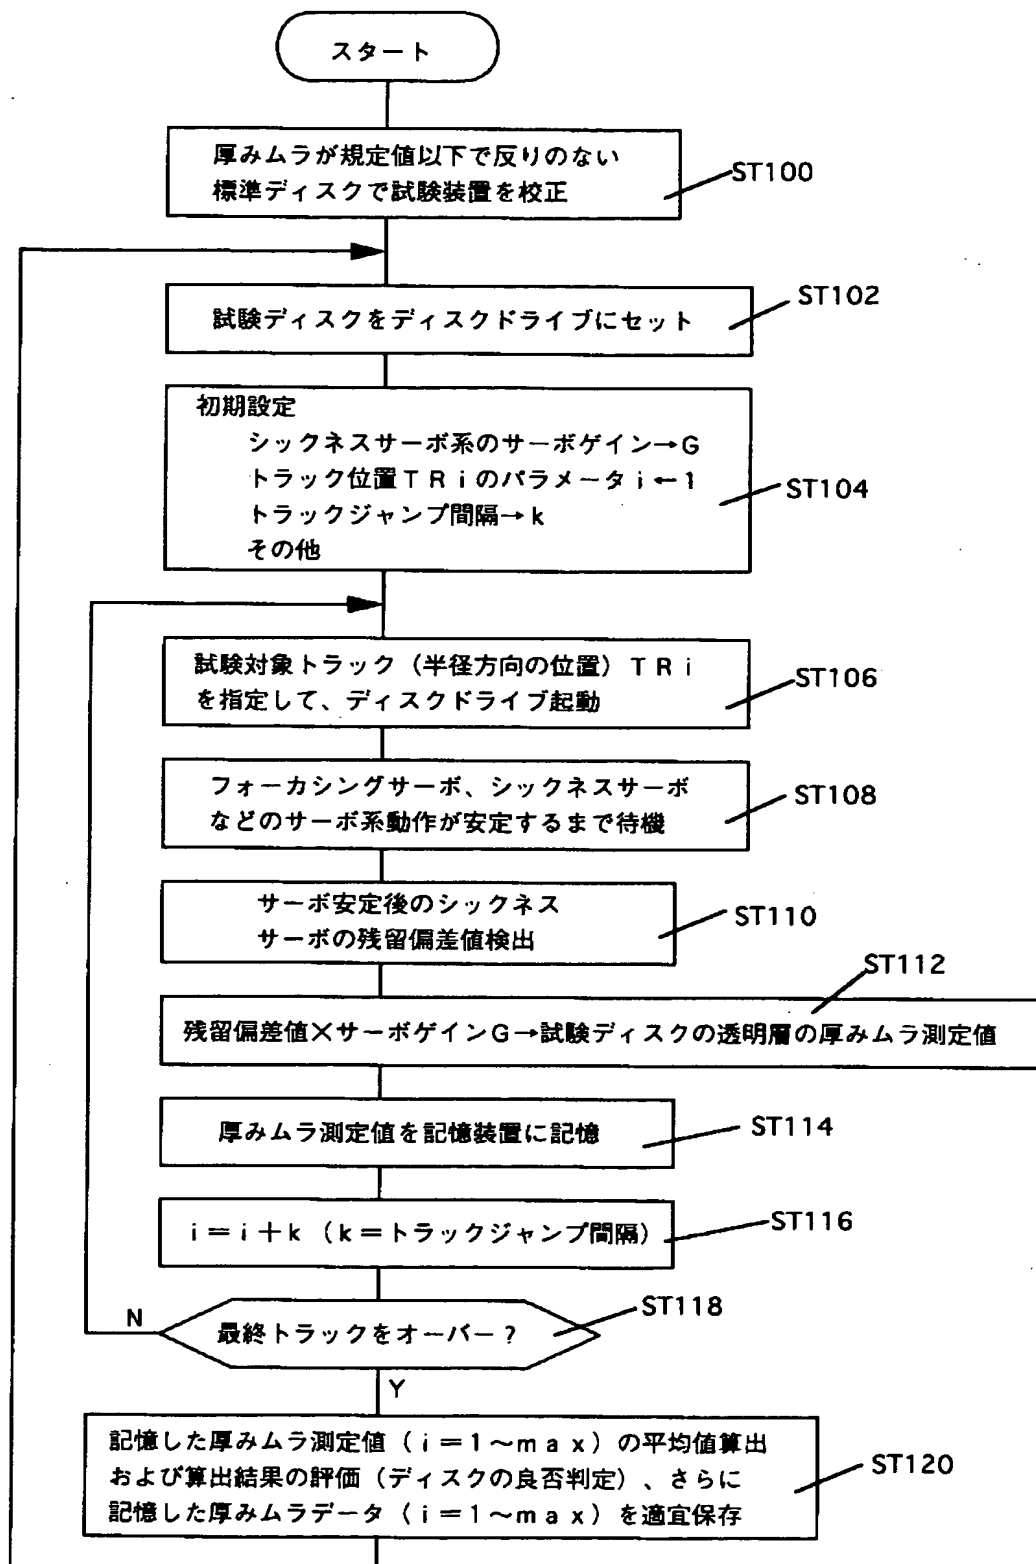 スタート
厚みムラが規定値以下で反りのない
標準ディスクで試験装置を校正
ST100
試験ディスクをディスクドライブにセット
ST102
初期設定
シックネスサーボ系のサーボゲイン→G
トラック位置TRiのパラメータi←1
トラックジャンプ間隔→k
その他
ST104
試験対象トラック(半径方向の位置)TRi
を指定して、ディスクドライブ起動
ST106
フォーカシングサーボ、シックネスサーボ
などのサーボ系動作が安定するまで待機
ST108
サーボ安定後のシックネス
サーボの残留偏差値検出
ST110
ST112
残留偏差値×サーボゲインG→試験ディスクの透明層の厚みムラ測定値
厚みムラ測定値を記憶装置に記憶
ST114
i=i+k(k=トラックジャンプ間隔)
ST116
最終トラックをオーバー?
ST118
N
Y
記憶した厚みムラ測定値(i=1~max)の平均値算出
および算出結果の評価(ディスクの良否判定)、さらに
記憶した厚みムラデータ(i=1~max)を適宜保存
ST120